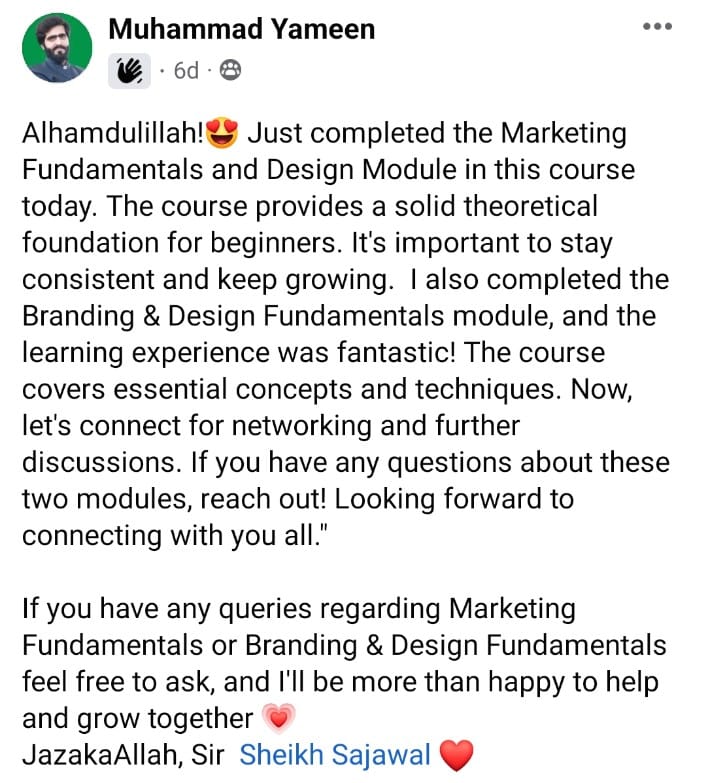 Muhammad Yameen
· 6d ·
Alhamdulillah!😍 Just completed the Marketing
Fundamentals and Design Module in this course
today. The course provides a solid theoretical
foundation for beginners. It's important to stay
consistent and keep growing.  I also completed the
Branding & Design Fundamentals module, and the
learning experience was fantastic! The course
covers essential concepts and techniques. Now,
let's connect for networking and further
discussions. If you have any questions about these
two modules, reach out! Looking forward to
connecting with you all."
If you have any queries regarding Marketing
Fundamentals or Branding & Design Fundamentals
feel free to ask, and I'll be more than happy to help
and grow together 💗
JazakaAllah, Sir  Sheikh Sajawal ❤️